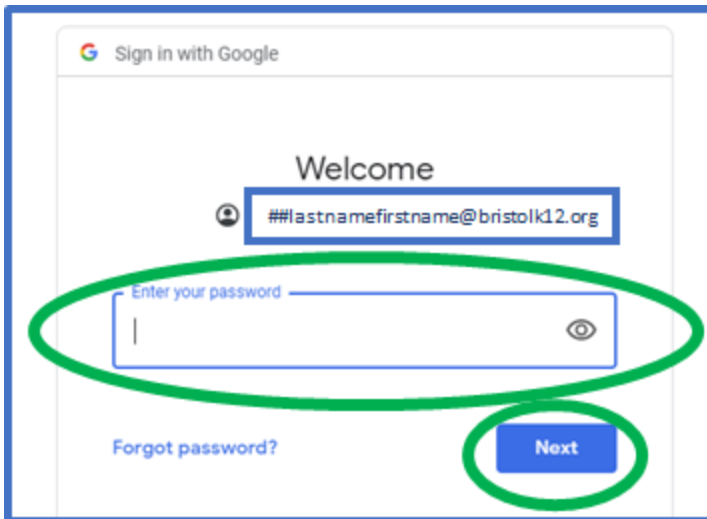 Sign in with Google
Welcome
##lastnamefirstname@bristolk12.org
Enter your password
Forgot password?
Next